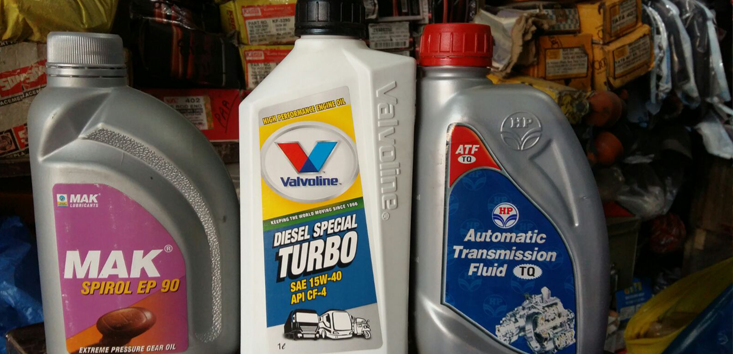 MAK
LUBRICANTS
MAK®
SPIROL EP 90
EXTREME PRESSURE GEAR OIL
HIGH PERFORMANCE ENGINE OIL
Valvoline
KEEPING THE WORLD MOVING SINCE 1866
DIESEL SPECIAL
TURBO
SAE 15W-40
API CF-4
Valvoline®
HP
ATF
TQ
HP
Automatic
Transmission
Fluid TQ